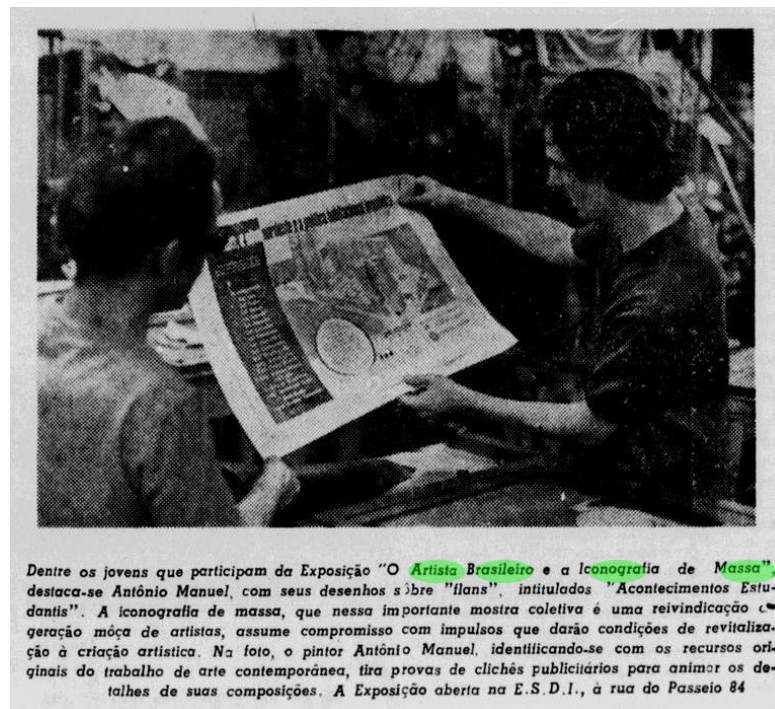 Dentre os jovens que participam da Exposição "O Artista Brasileiro e a Iconografia de Massa",
destaca-se Antônio Manuel, com seus desenhos sôbre "flans", intitulados "Acontecimentos Estu-
dantis". A iconografia de massa, que nessa importante mostra coletiva é uma reivindicação
geração môça de artistas, assume compromisso com impulsos que darão condições de revitaliza-
ção à criação artística. Na foto, o pintor Antônio Manuel, identificando-se com os recursos ori-
ginais do trabalho de arte contemporânea, tira provas de clichês publicitários para animar os de-
talhes de suas composições. A Exposição aberta na E.S.D.I., à rua do Passeio 84